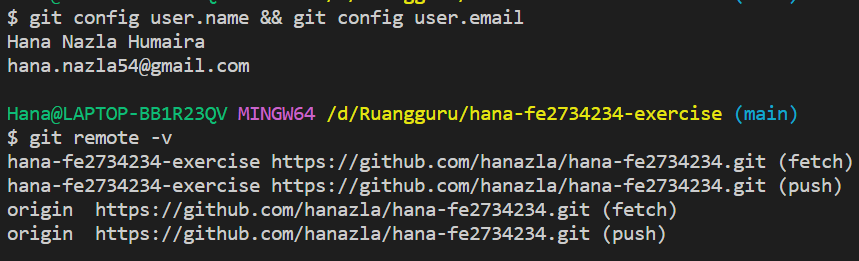 $ git config user.name && git config user.email
Hana Nazla Humaira
hana.nazla54@gmail.com
Hana@LAPTOP-BB1R23QV MINGW64 /d/Ruangguru/hana-fe2734234-exercise (main)
$ git remote -v
hana-fe2734234-exercise https://github.com/hanazla/hana-fe2734234.git (fetch)
hana-fe2734234-exercise https://github.com/hanazla/hana-fe2734234.git (push)
origin  https://github.com/hanazla/hana-fe2734234.git (fetch)
origin  https://github.com/hanazla/hana-fe2734234.git (push)